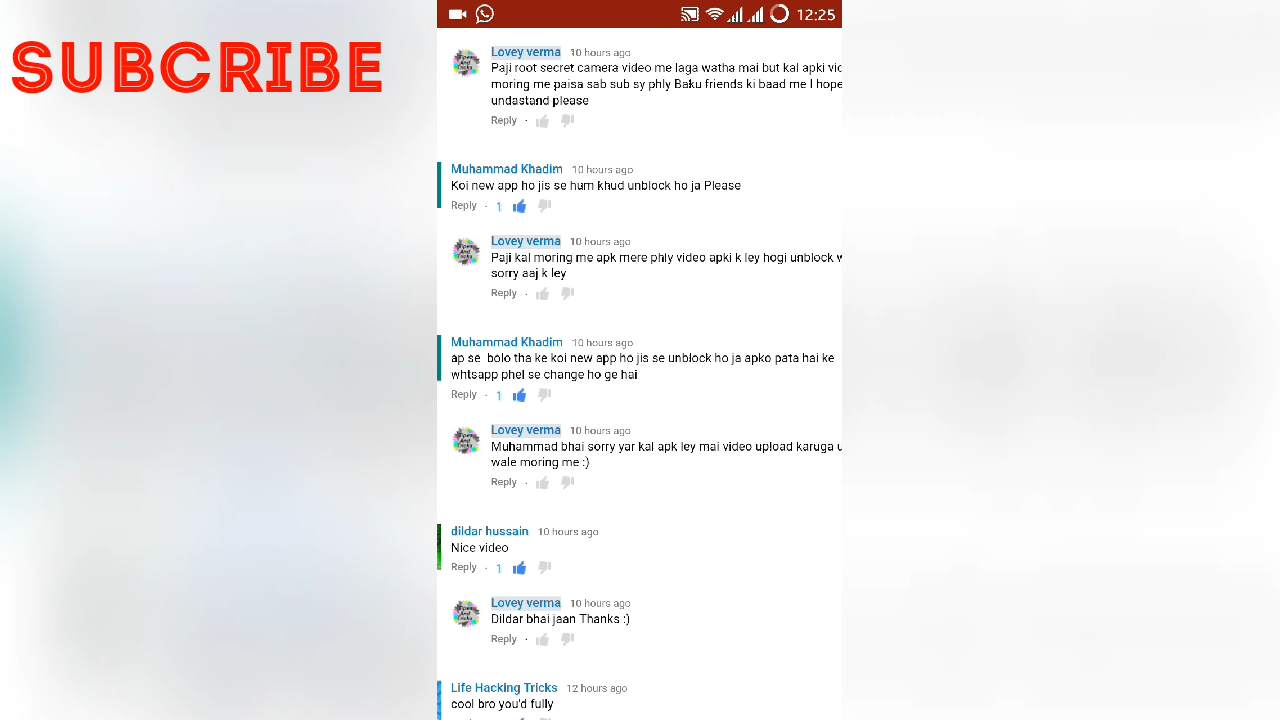 SUBCRIBE
12:25
Lovey verma 10 hours ago
Paji root secret camera video me laga watha mai but kal apki
moring me paisa sab sub sy phly Baku friends ki baad me I hope
undastand please
Reply ·
Muhammad Khadim 10 hours ago
Koi new app ho jis se hum khud unblock ho ja Please
Reply · 1
Lovey verma 10 hours ago
Paji kal moring me apk mere phly video apki k ley hogi unblock
sorry aaj k ley
Reply ·
Muhammad Khadim 10 hours ago
ap se bolo tha ke koi new app ho jis se unblock ho ja apko pata hai ke
whtsapp phel se change ho ge hai
Reply · 1
Lovey verma 10 hours ago
Muhammad bhai sorry yar kal apk ley mai video upload karuga
wale moring me :)
Reply ·
dildar hussain 10 hours ago
Nice video
Reply · 1
Lovey verma 10 hours ago
Dildar bhai jaan Thanks :)
Reply ·
Life Hacking Tricks 12 hours ago
cool bro you'd fully